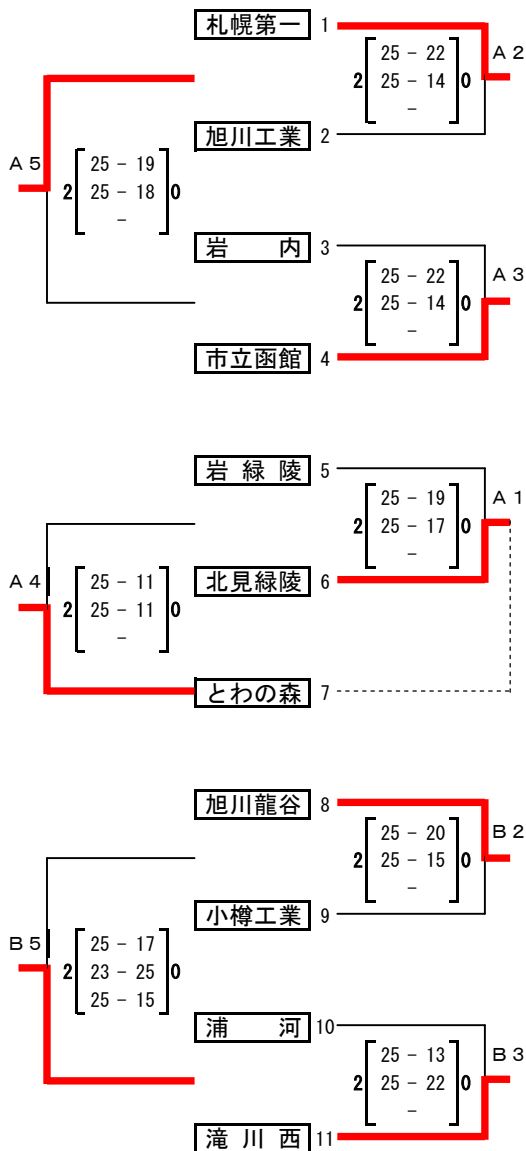 札幌第一 1
A 2
2 25 - 22 0
25 - 14
-
旭川工業 2
A 5
2 25 - 19 0
25 - 18
-
岩 内 3
A 3
2 25 - 22 0
25 - 14
-
市立函館 4
岩 緑 陵 5
A 1
2 25 - 19 0
25 - 17
-
北見緑陵 6
A 4
2 25 - 11 0
25 - 11
-
とわの森 7
旭川龍谷 8
B 2
2 25 - 20 0
25 - 15
-
小樽工業 9
B 5
2 25 - 17 0
23 - 25
25 - 15
浦 河 10
B 3
2 25 - 13 0
25 - 22
-
滝 川 西 11